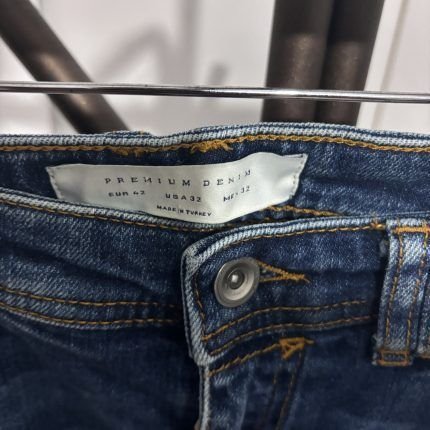 PREMIUM DENIM
EUR 42 USA 32 MEX 32
MADE IN TURKEY